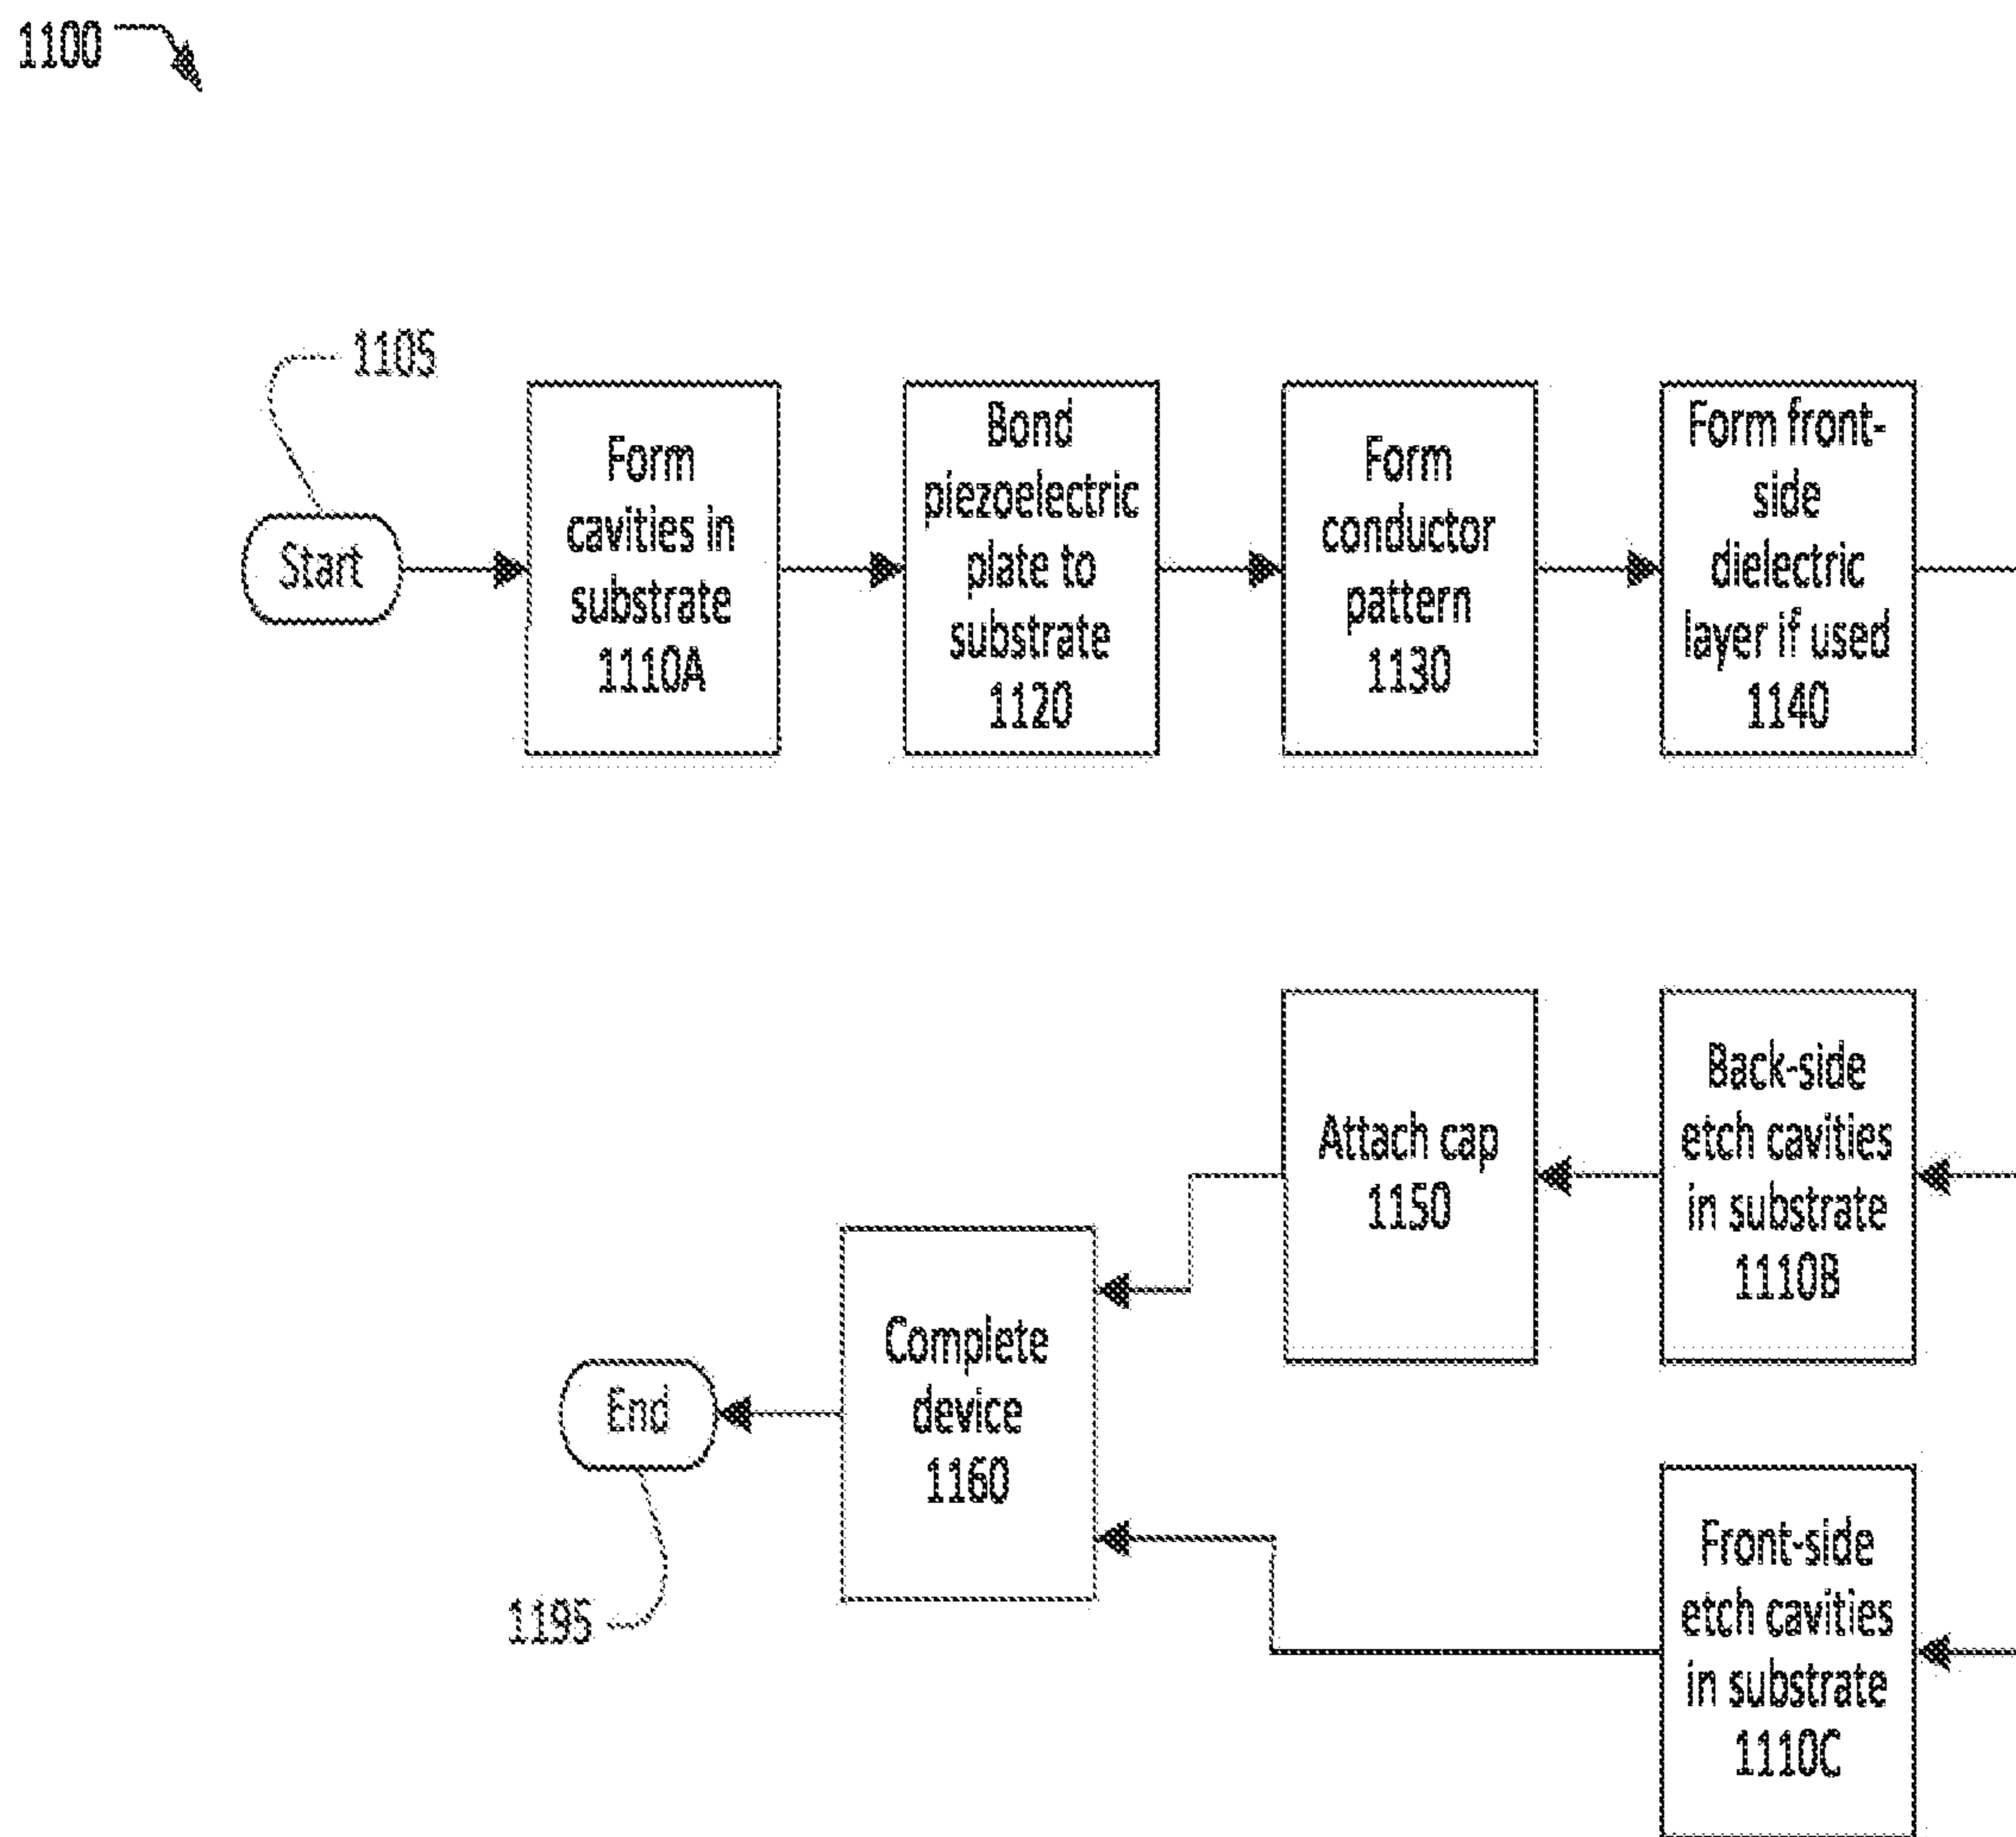 1100
1105
Start
Form
cavities in
substrate
1110A
Bond
piezoelectric
plate to
substrate
1120
Form
conductor
pattern
1130
Form front-
side
dielectric
layer if used
1140
Attach cap
1150
Back-side
etch cavities
in substrate
1110B
Complete
device
1160
End
1195
Front-side
etch cavities
in substrate
1110C